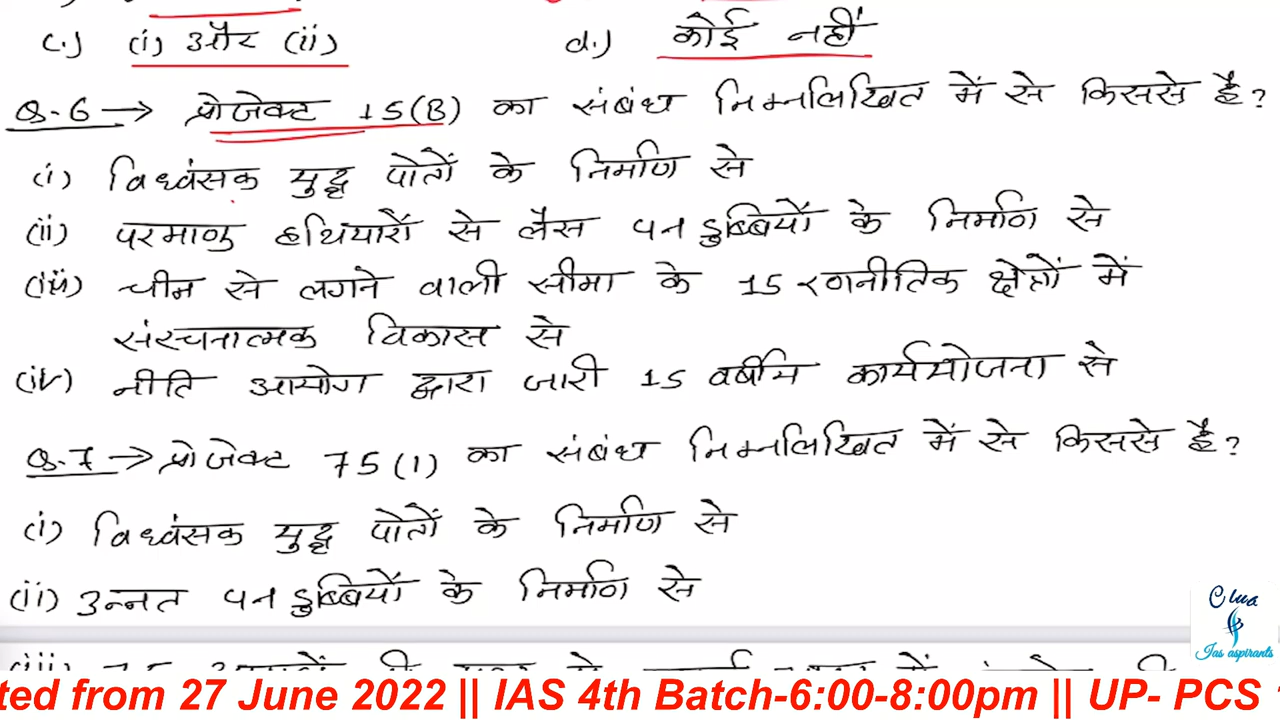 c.) (i) और (ii) d.) कोई नहीं
Q.6 → प्रोजेक्ट 15(B) का संबंध निम्नलिखित में से किससे है?
(i) विध्वंसक युद्ध पोतों के निर्माण से
(ii) परमाणु हथियारों से लैस पनडुब्बियों के निर्माण से
(iii) चीन से लगने वाली सीमा के 15 रणनीतिक क्षेत्रों में
संरचनात्मक विकास से
(iv) नीति आयोग द्वारा जारी 15 वर्षीय कार्ययोजना से
Q.7 → प्रोजेक्ट 75(1) का संबंध निम्नलिखित में से किससे है?
(i) विध्वंसक युद्ध पोतों के निर्माण से
(ii) उन्नत पनडुब्बियों के निर्माण से
Ias aspirants
ted from 27 June 2022 || IAS 4th Batch-6:00-8:00pm || UP- PCS